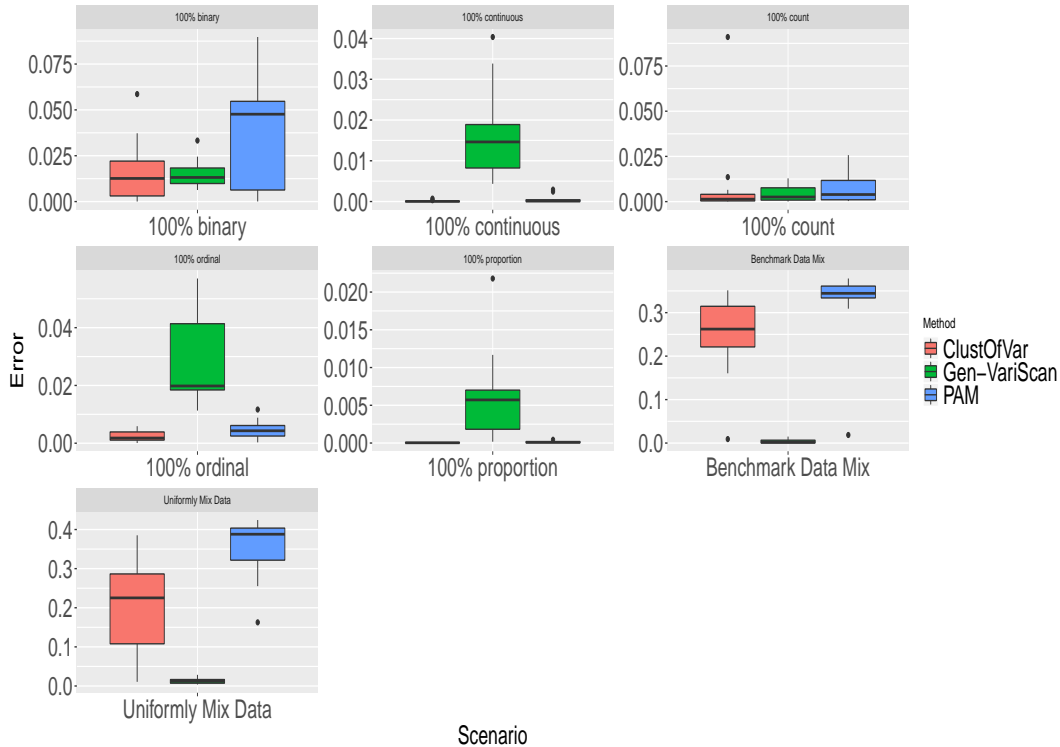 100% binary
100% continuous
100% count
0.075
0.050
0.025
0.000
0.04
0.03
0.02
0.01
0.00
0.075
0.050
0.025
0.000
100% binary
100% continuous
100% count
100% ordinal
100% proportion
Benchmark Data Mix
0.04
0.02
0.00
0.020
0.015
0.010
0.005
0.000
0.3
0.2
0.1
0.0
100% ordinal
100% proportion
Benchmark Data Mix
Uniformly Mix Data
0.4
0.3
0.2
0.1
0.0
Uniformly Mix Data
Error
Scenario
Method
ClustOfVar
Gen-VariScan
PAM